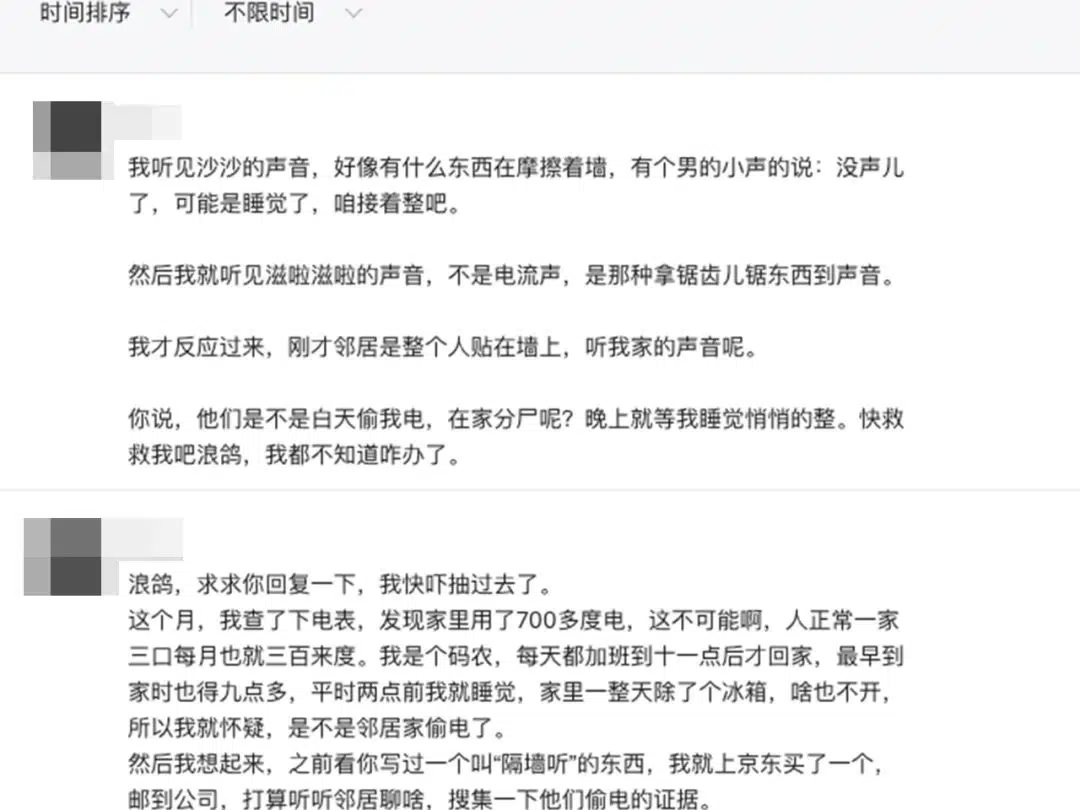 时间排序 不限时间
我听见沙沙的声音，好像有什么东西在摩擦着墙，有个男的小声的说：没声儿
了，可能是睡觉了，咱接着整吧。
然后我就听见滋啦滋啦的声音，不是电流声，是那种拿锯齿儿锯东西到声音。
我才反应过来，刚才邻居是整个人贴在墙上，听我家的声音呢。
你说，他们是不是白天偷我电，在家分尸呢？晚上就等我睡觉悄悄的整。快救
救我吧浪鸽，我都不知道咋办了。
浪鸽，求求你回复一下，我快吓抽过去了。
这个月，我查了下电表，发现家里用了700多度电，这不可能啊，人正常一家
三口每月也就三百来度。我是个码农，每天都加班到十一点后才回家，最早到
家时也得九点多，平时两点前我就睡觉，家里一整天除了个冰箱，啥也不开，
所以我就怀疑，是不是邻居家偷电了。
然后我想起来，之前看你写过一个叫“隔墙听”的东西，我就上京东买了一个，
邮到公司，打算听听邻居聊啥，搜集一下他们偷电的证据。